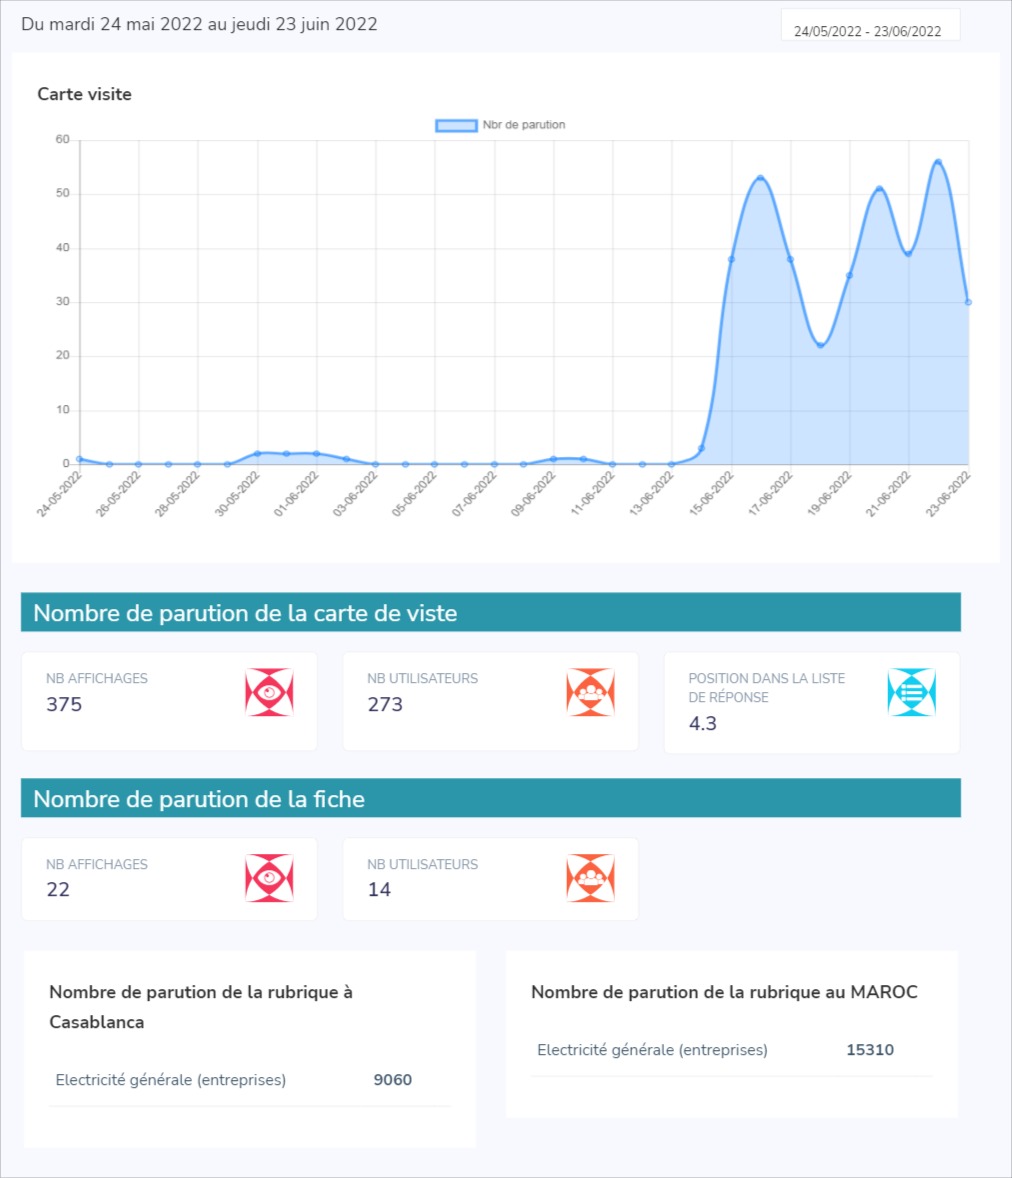 Du mardi 24 mai 2022 au jeudi 23 juin 2022
24/05/2022 - 23/06/2022
Carte visite
Nbr de parution
60
50
40
30
20
10
0
24-05-2022
26-05-2022
28-05-2022
30-05-2022
01-06-2022
03-06-2022
05-06-2022
07-06-2022
09-06-2022
11-06-2022
13-06-2022
15-06-2022
17-06-2022
19-06-2022
21-06-2022
23-06-2022
Nombre de parution de la carte de viste
NB AFFICHAGES
375
NB UTILISATEURS
273
POSITION DANS LA LISTE
DE RÉPONSE
4.3
Nombre de parution de la fiche
NB AFFICHAGES
22
NB UTILISATEURS
14
Nombre de parution de la rubrique à
Casablanca
Electricité générale (entreprises) 9060
Nombre de parution de la rubrique au MAROC
Electricité générale (entreprises) 15310